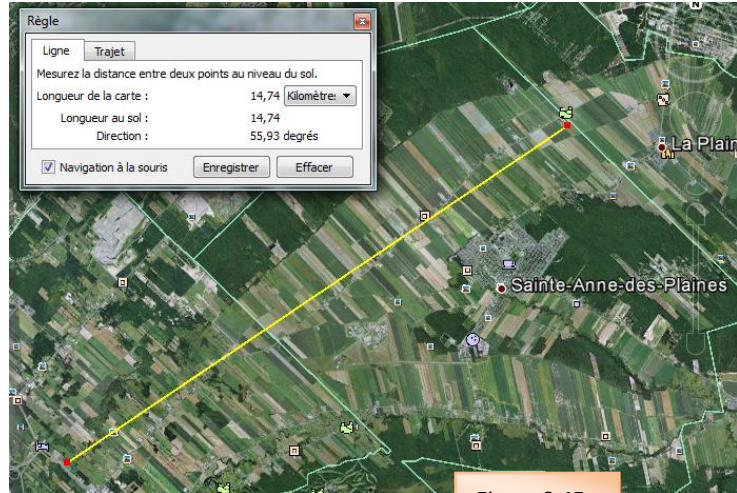 Règle
Ligne Trajet
Mesurez la distance entre deux points au niveau du sol.
Longueur de la carte : 14,74 Kilomètre:
Longueur au sol : 14,74
Direction : 55,93 degrés
Navigation à la souris Enregistrer Effacer
N
La Plain
Sainte-Anne-des-Plaines